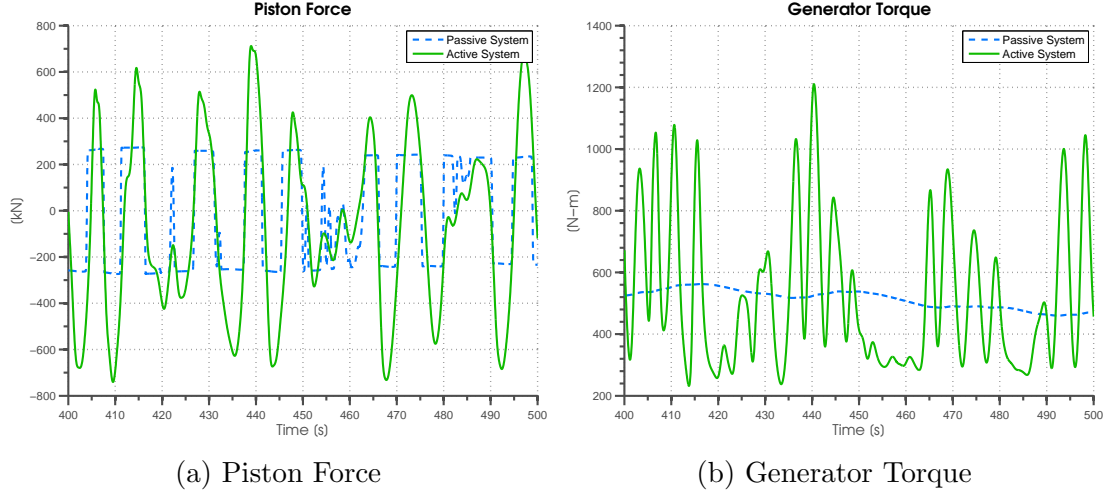 Piston Force
Passive System
Active System
800
600
400
200
0
−200
−400
−600
−800
(kN)
400 410 420 430 440 450 460 470 480 490 500
Time (s)
(a) Piston Force
Generator Torque
Passive System
Active System
1400
1200
1000
800
600
400
200
(N−m)
400 410 420 430 440 450 460 470 480 490 500
Time (s)
(b) Generator Torque